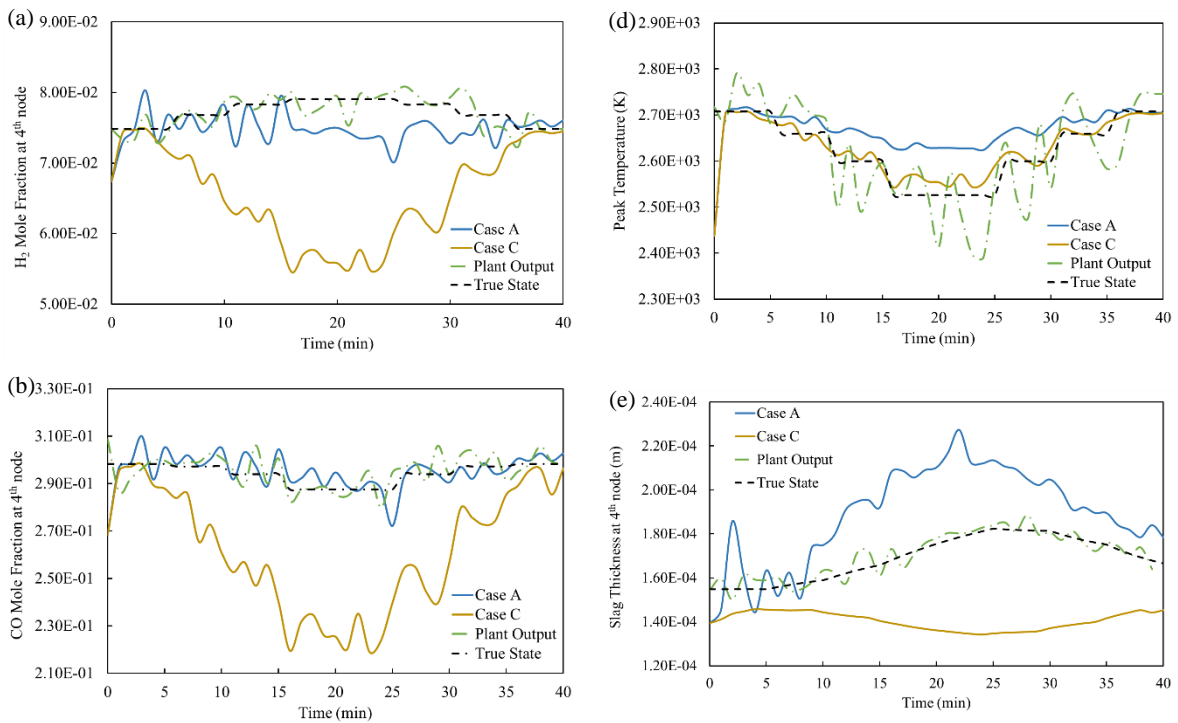 (a)
9.00E-02
8.00E-02
7.00E-02
6.00E-02
5.00E-02
H2 Mole Fraction at 4th node
Case A
Case C
Plant Output
True State
0 10 20 30 40
Time (min)
(d)
2.90E+03
2.80E+03
2.70E+03
2.60E+03
2.50E+03
2.40E+03
2.30E+03
Peak Temperature (K)
Case A
Case C
Plant Output
True State
0 5 10 15 20 25 30 35 40
Time (min)
(b)
3.30E-01
3.10E-01
2.90E-01
2.70E-01
2.50E-01
2.30E-01
2.10E-01
CO Mole Fraction at 4th node
Case A
Case C
Plant Output
True State
0 5 10 15 20 25 30 35 40
Time (min)
(e)
2.40E-04
2.20E-04
2.00E-04
1.80E-04
1.60E-04
1.40E-04
1.20E-04
Slag Thickness at 4th node (m)
Case A
Case C
Plant Output
True State
0 5 10 15 20 25 30 35 40
Time (min)